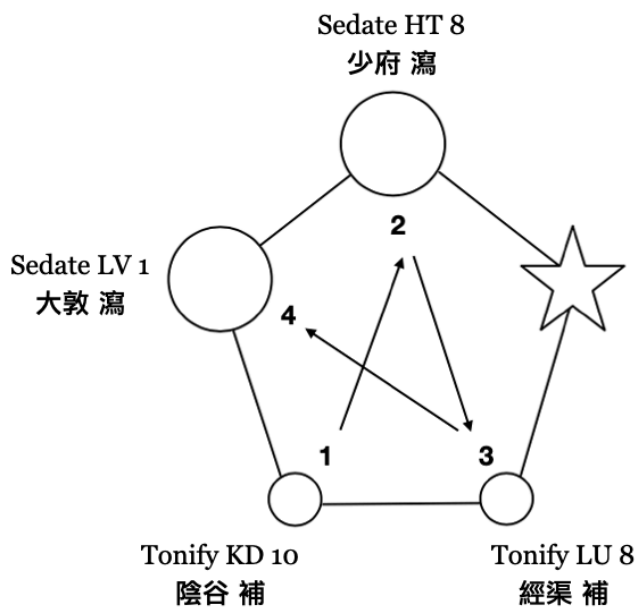 Sedate HT 8
少府 瀉
2
Sedate LV 1
大敦 瀉
4
1
3
Tonify KD 10
陰谷 補
Tonify LU 8
經渠 補